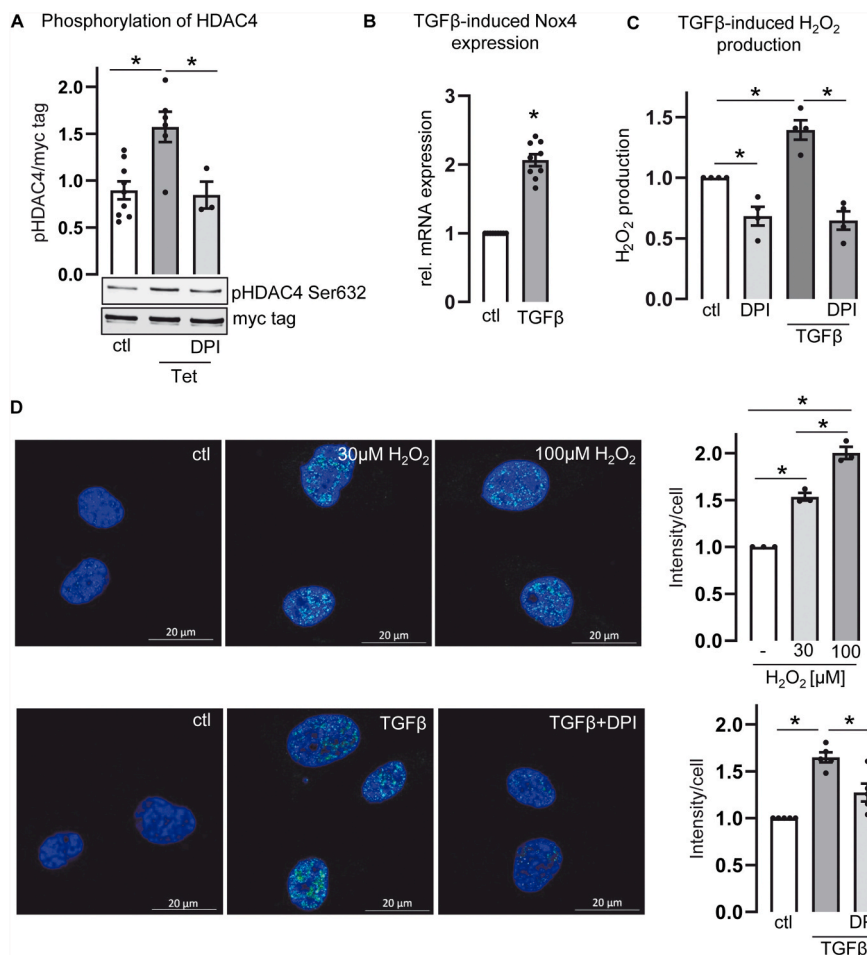 A Phosphorylation of HDAC4
* *
pHDAC4/myc tag
2.0
1.5
1.0
0.5
0.0
pHDAC4 Ser632
myc tag
ctl DPI
Tet
B TGFβ-induced Nox4
expression
*
rel. mRNA expression
3
2
1
0
ctl TGFβ
C TGFβ-induced H₂O₂
production
* *
*
H₂O₂ production
1.5
1.0
0.5
0.0
ctl DPI DPI
TGFβ
D
ctl
20 µm
30µM H₂O₂
20 µm
100µM H₂O₂
20 µm
*
*
*
Intensity/cell
2.0
1.5
1.0
0.5
0.0
- 30 100
H₂O₂ [µM]
ctl
20 µm
TGFβ
20 µm
TGFβ+DPI
20 µm
* *
Intensity/cell
2.0
1.5
1.0
0.5
0.0
ctl
TGFβ